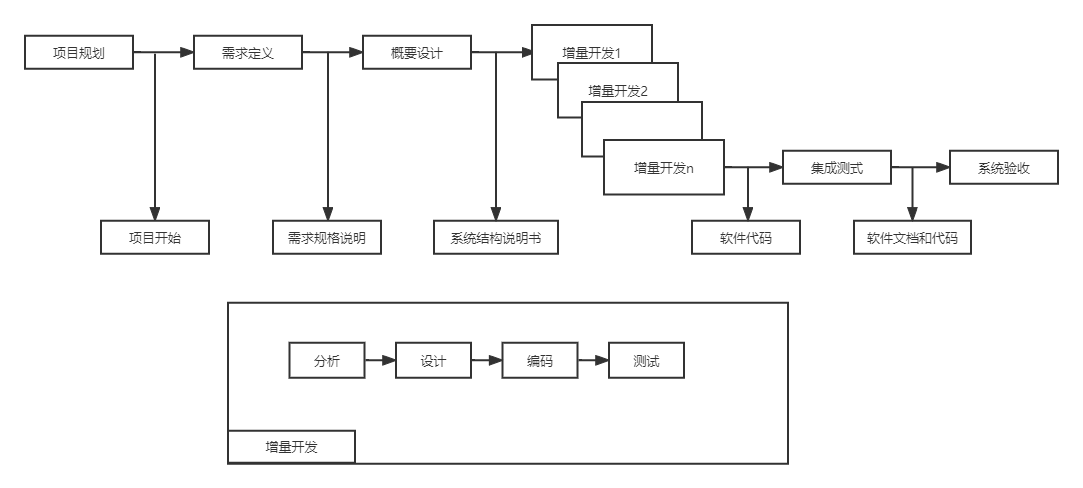 项目规划
需求定义
概要设计
增量开发1
增量开发2
增量开发n
集成测式
系统验收
项目开始
需求规格说明
系统结构说明书
软件代码
软件文档和代码
分析
设计
编码
测试
增量开发